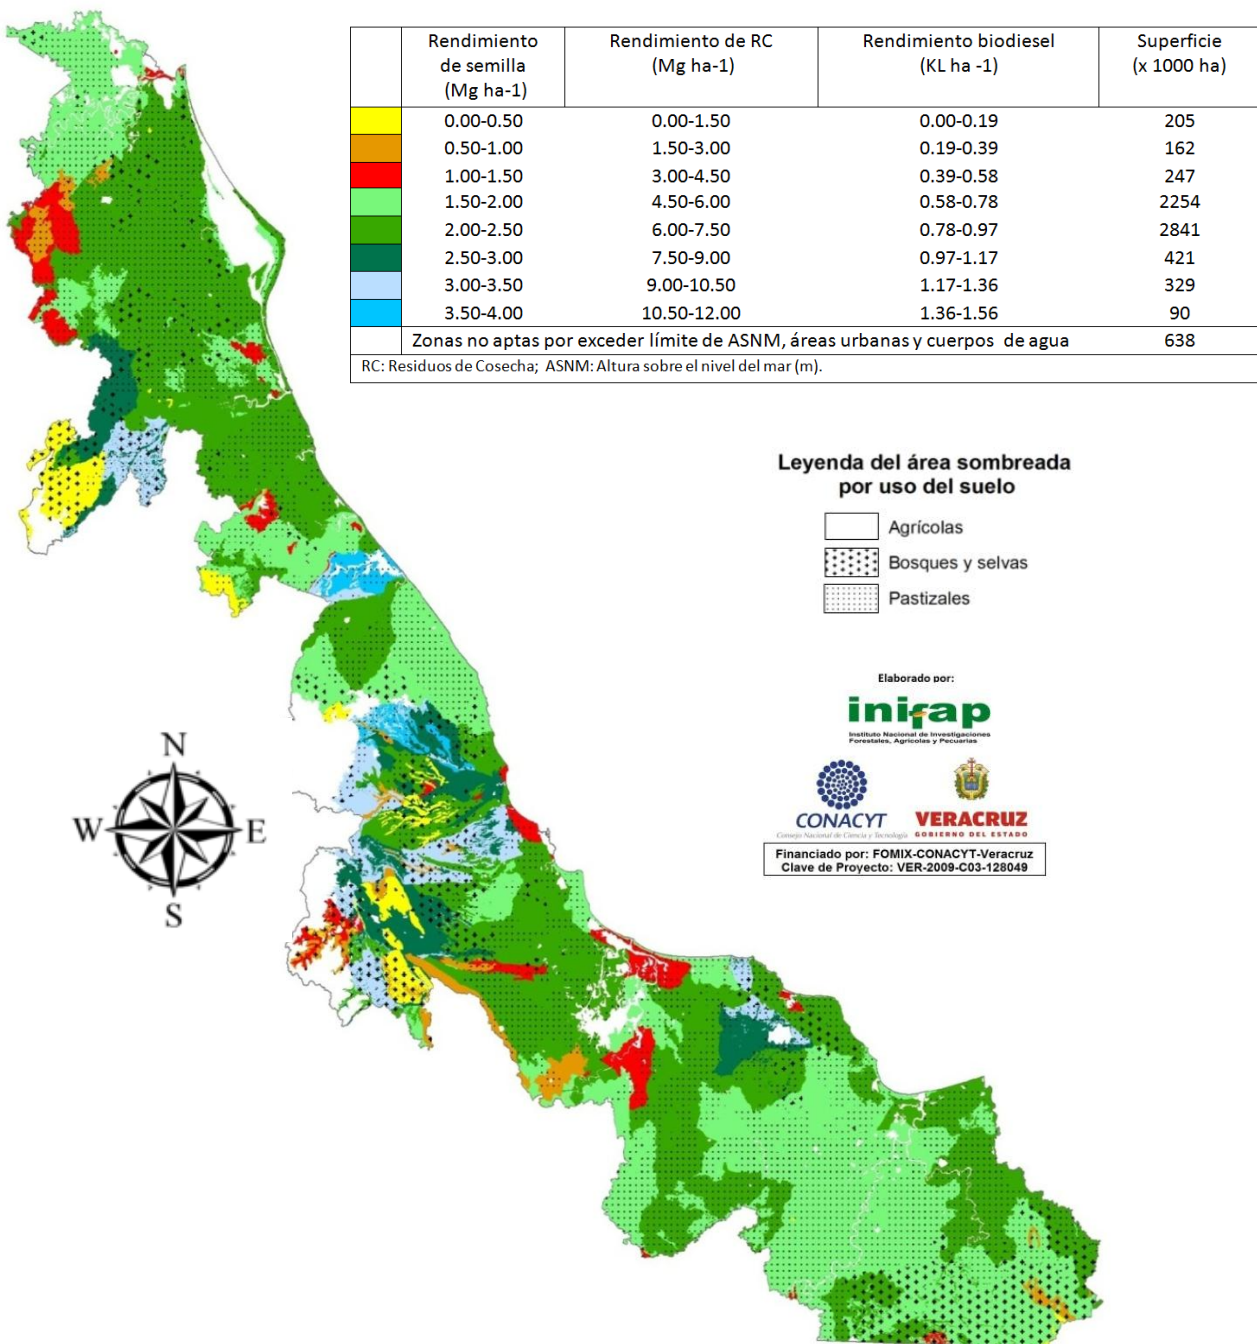 Rendimiento de semilla (Mg ha-1) Rendimiento de RC (Mg ha-1) Rendimiento biodiesel (KL ha -1) Superficie (x 1000 ha)
0.00-0.50 0.00-1.50 0.00-0.19 205
0.50-1.00 1.50-3.00 0.19-0.39 162
1.00-1.50 3.00-4.50 0.39-0.58 247
1.50-2.00 4.50-6.00 0.58-0.78 2254
2.00-2.50 6.00-7.50 0.78-0.97 2841
2.50-3.00 7.50-9.00 0.97-1.17 421
3.00-3.50 9.00-10.50 1.17-1.36 329
3.50-4.00 10.50-12.00 1.36-1.56 90
Zonas no aptas por exceder límite de ASNM, áreas urbanas y cuerpos de agua 638
RC: Residuos de Cosecha; ASNM: Altura sobre el nivel del mar (m).
Leyenda del área sombreada
por uso del suelo
Agrícolas
Bosques y selvas
Pastizales
Elaborado por:
inifap
Instituto Nacional de Investigaciones
Forestales, Agrícolas y Pecuarias
CONACYT
Consejo Nacional de Ciencia y Tecnología
VERACRUZ
GOBIERNO DEL ESTADO
Financiado por: FOMIX-CONACYT-Veracruz
Clave de Proyecto: VER-2009-C03-128049
N
W E
S